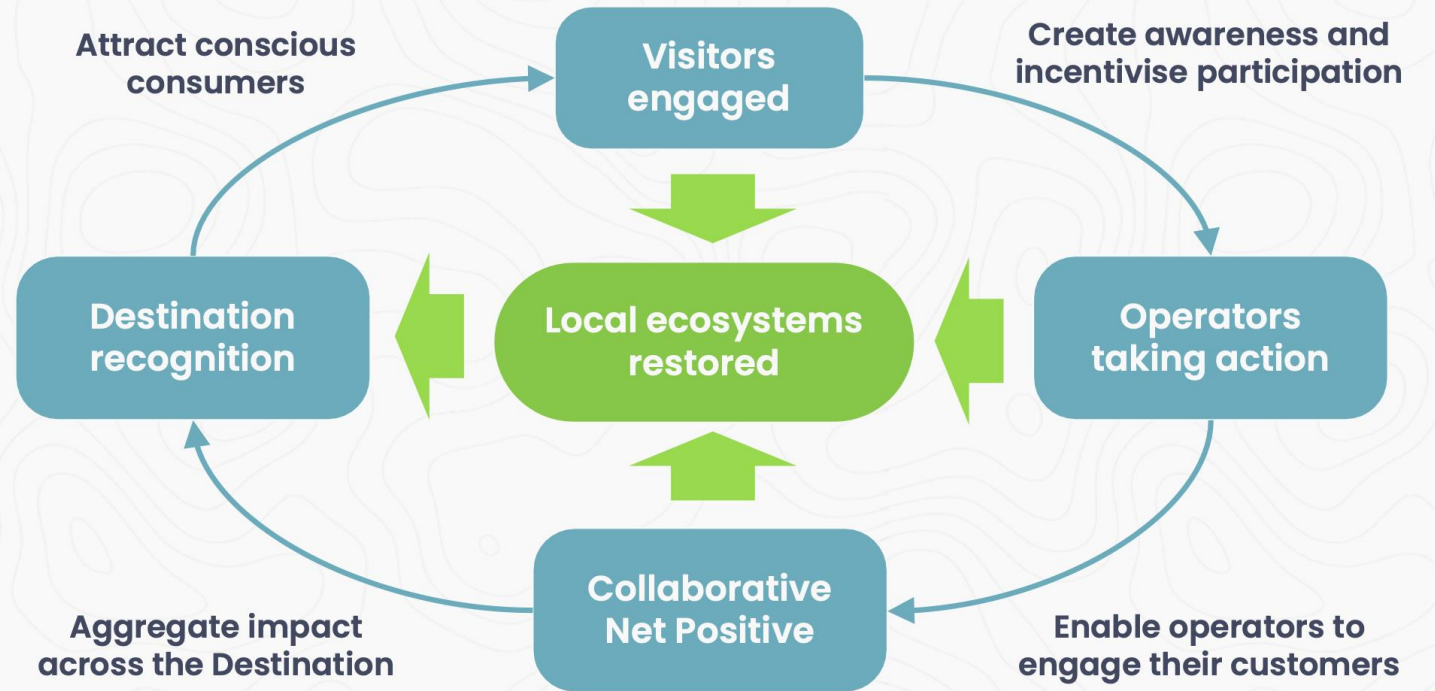 Attract conscious
consumers
Visitors
engaged
Create awareness and
incentivise participation
Destination
recognition
Local ecosystems
restored
Operators
taking action
Aggregate impact
across the Destination
Collaborative
Net Positive
Enable operators to
engage their customers